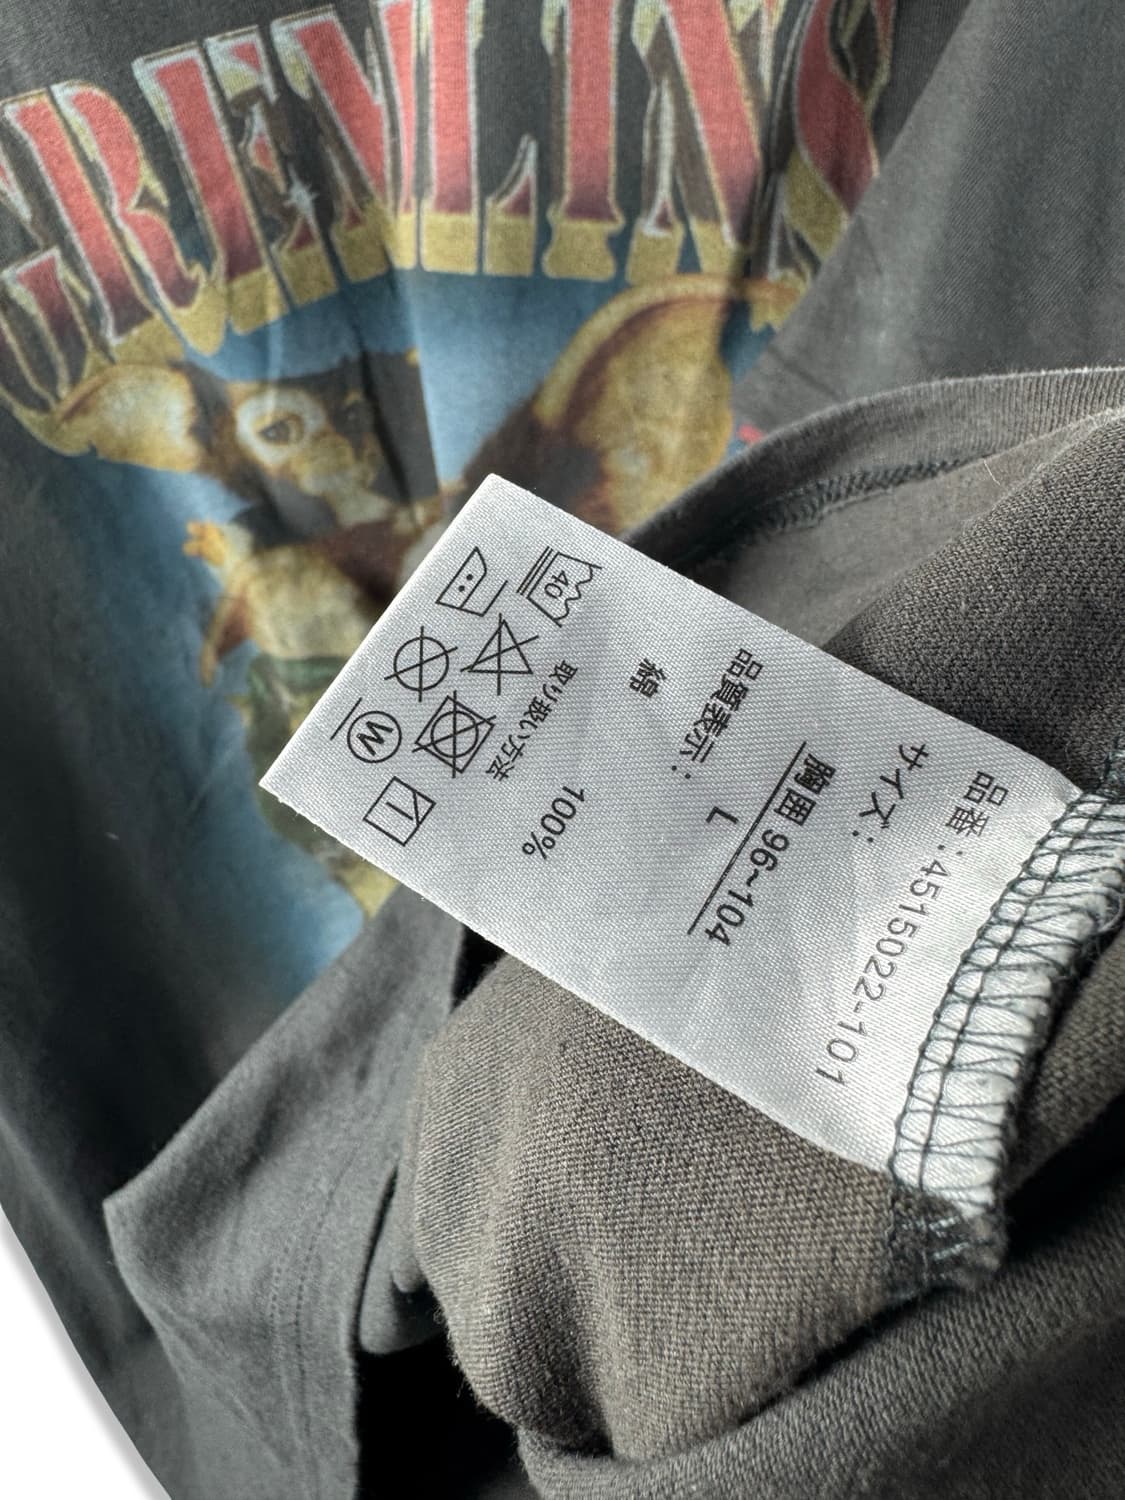 GREMLINS
品番:4515022-101
サイズ:
胸囲 96~104
L
品質表示:
綿 100%
取り扱い方法
40
W